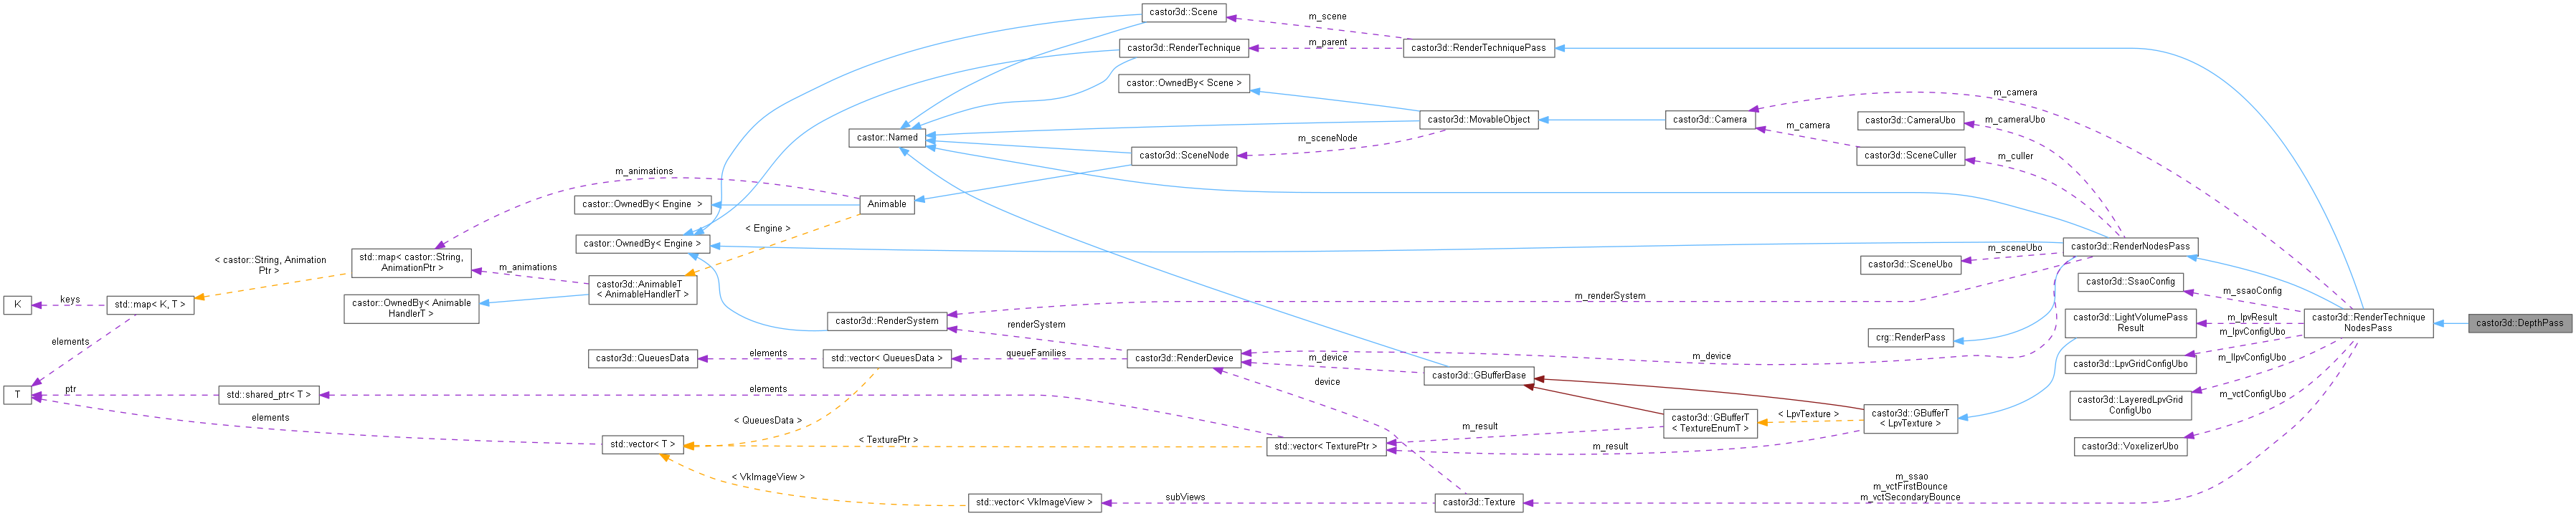 castor3d::Scene
m_scene
castor3d::RenderTechnique
m_parent
castor3d::RenderTechniquePass
castor::OwnedBy< Scene >
m_camera
castor3d::MovableObject
castor3d::Camera
castor3d::CameraUbo
m_cameraUbo
m_camera
castor::Named
m_sceneNode
castor3d::SceneNode
castor3d::SceneCuller
m_culler
m_animations
castor::OwnedBy< Engine  >
Animable
< Engine >
castor::OwnedBy< Engine >
castor3d::RenderNodesPass
m_sceneUbo
castor3d::SceneUbo
std::map< castor::String,
AnimationPtr >
< castor::String, Animation
Ptr >
m_animations
castor3d::AnimableT
< AnimableHandlerT >
castor3d::SsaoConfig
m_ssaoConfig
K
keys
std::map< K, T >
castor::OwnedBy< Animable
HandlerT >
m_renderSystem
castor3d::RenderSystem
renderSystem
castor3d::LightVolumePass
Result
m_lpvResult
m_lpvConfigUbo
castor3d::RenderTechnique
NodesPass
castor3d::DepthPass
crg::RenderPass
elements
castor3d::QueuesData
elements
std::vector< QueuesData >
queueFamilies
castor3d::RenderDevice
m_device
m_device
castor3d::LpvGridConfigUbo
m_llpvConfigUbo
castor3d::GBufferBase
device
T
ptr
std::shared_ptr< T >
elements
m_vctConfigUbo
castor3d::LayeredLpvGrid
ConfigUbo
elements
< QueuesData >
castor3d::GBufferT
< TextureEnumT >
< LpvTexture >
castor3d::GBufferT
< LpvTexture >
m_result
std::vector< T >
< TexturePtr >
std::vector< TexturePtr >
m_result
castor3d::VoxelizerUbo
< VkImageView >
std::vector< VkImageView >
subViews
castor3d::Texture
m_ssao
m_vctFirstBounce
m_vctSecondaryBounce